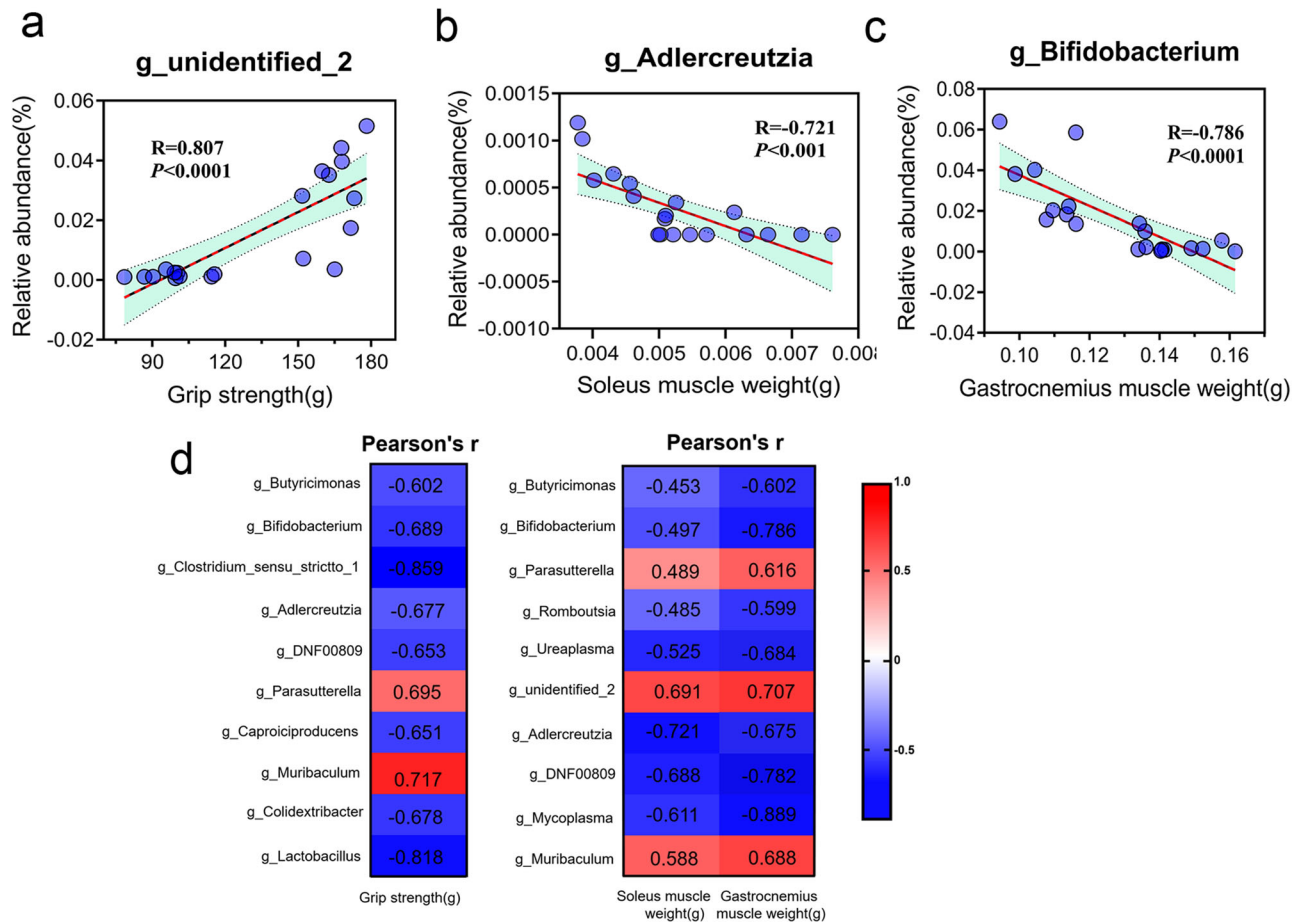 a
g_unidentified_2
Relative abundance(%)
0.06
0.04
0.02
0.00
-0.02
R=0.807
P<0.0001
90
120
150
180
Grip strength(g)
b
g_Adlercreutzia
Relative abundance(%)
0.0015
0.0010
0.0005
0.0000
-0.0005
-0.0010
R=-0.721
P<0.001
0.004
0.005
0.006
0.007
0.008
Soleus muscle weight(g)
c
g_Bifidobacterium
Relative abundance(%)
0.08
0.06
0.04
0.02
0.00
-0.02
-0.04
R=-0.786
P<0.0001
0.10
0.12
0.14
0.16
Gastrocnemius muscle weight(g)
d
Pearson's r
g_Butyricimonas -0.602
g_Bifidobacterium -0.689
g_Clostridium_sensu_strictto_1 -0.859
g_Adlercreutzia -0.677
g_DNF00809 -0.653
g_Parasutterella 0.695
g_Caproiciproducens -0.651
g_Muribaculum 0.717
g_Colidextribacter -0.678
g_Lactobacillus -0.818
Grip strength(g)
Pearson's r
g_Butyricimonas -0.453 -0.602
g_Bifidobacterium -0.497 -0.786
g_Parasutterella 0.489 0.616
g_Romboutsia -0.485 -0.599
g_Ureaplasma -0.525 -0.684
g_unidentified_2 0.691 0.707
g_Adlercreutzia -0.721 -0.675
g_DNF00809 -0.688 -0.782
g_Mycoplasma -0.611 -0.889
g_Muribaculum 0.588 0.688
Soleus muscle
weight(g)
Gastrocnemius
muscle weight(g)
1.0
0.5
0
-0.5